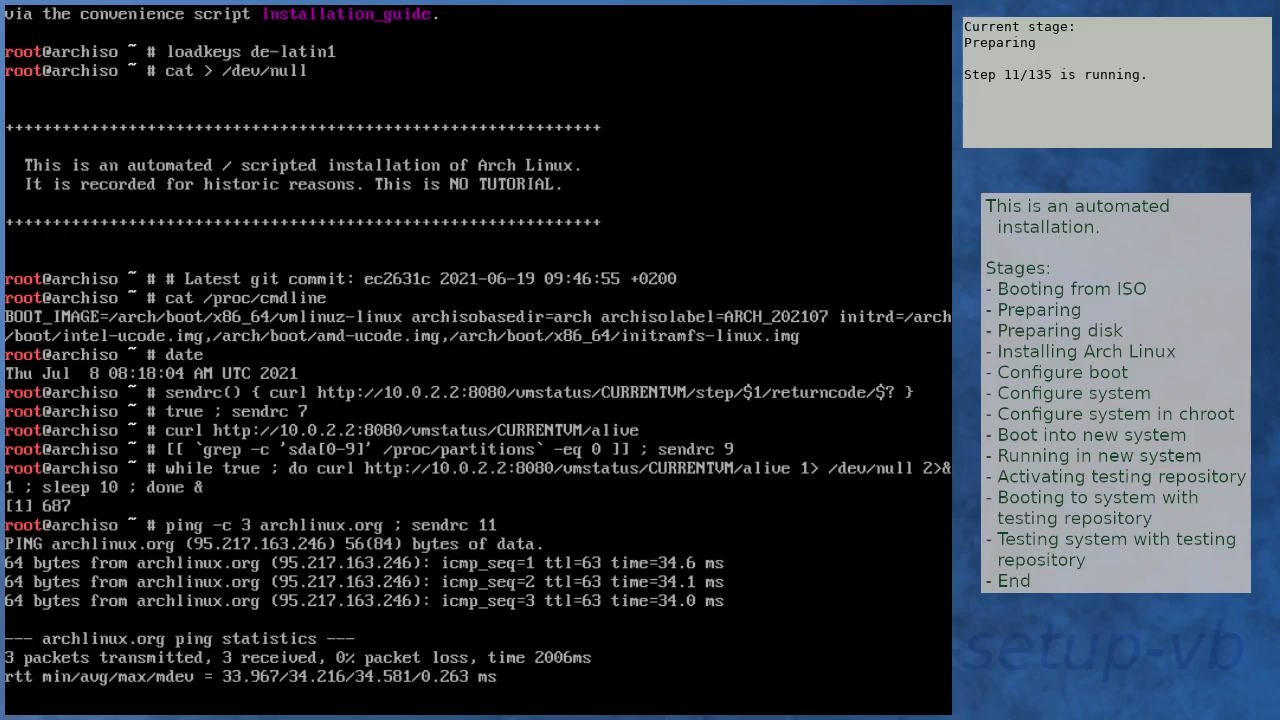 via the convenience script Installation_guide.
root@archiso ~ # loadkeys de-latin1
root@archiso ~ # cat > /dev/null
+++++++++++++++++++++++++++++++++++++++++++++++++++++++++++++++
This is an automated / scripted installation of Arch Linux.
It is recorded for historic reasons. This is NO TUTORIAL.
+++++++++++++++++++++++++++++++++++++++++++++++++++++++++++++++
root@archiso ~ # # Latest git commit: ec2631c 2021-06-19 09:46:55 +0200
root@archiso ~ # cat /proc/cmdline
BOOT_IMAGE=/arch/boot/x86_64/vmlinuz-linux archisobasedir=arch archisolabel=ARCH_202107 initrd=/arch
/boot/intel-ucode.img,/arch/boot/amd-ucode.img,/arch/boot/x86_64/initramfs-linux.img
root@archiso ~ # date
Thu Jul  8 08:18:04 AM UTC 2021
root@archiso ~ # sendrc() { curl http://10.0.2.2:8080/vmstatus/CURRENTVM/step/$1/returncode/$? }
root@archiso ~ # true ; sendrc 7
root@archiso ~ # curl http://10.0.2.2:8080/vmstatus/CURRENTVM/alive
root@archiso ~ # [[ `grep -c 'sda[0-9]' /proc/partitions` -eq 0 ]] ; sendrc 9
root@archiso ~ # while true ; do curl http://10.0.2.2:8080/vmstatus/CURRENTVM/alive 1> /dev/null 2>&
1 ; sleep 10 ; done &
[1] 687
root@archiso ~ # ping -c 3 archlinux.org ; sendrc 11
PING archlinux.org (95.217.163.246) 56(84) bytes of data.
64 bytes from archlinux.org (95.217.163.246): icmp_seq=1 ttl=63 time=34.6 ms
64 bytes from archlinux.org (95.217.163.246): icmp_seq=2 ttl=63 time=34.1 ms
64 bytes from archlinux.org (95.217.163.246): icmp_seq=3 ttl=63 time=34.0 ms
--- archlinux.org ping statistics ---
3 packets transmitted, 3 received, 0% packet loss, time 2006ms
rtt min/avg/max/mdev = 33.967/34.216/34.581/0.263 ms
Current stage:
Preparing
Step 11/135 is running.
This is an automated
installation.
Stages:
- Booting from ISO
- Preparing
- Preparing disk
- Installing Arch Linux
- Configure boot
- Configure system
- Configure system in chroot
- Boot into new system
- Running in new system
- Activating testing repository
- Booting to system with
testing repository
- Testing system with testing
repository
- End
-setup-vb